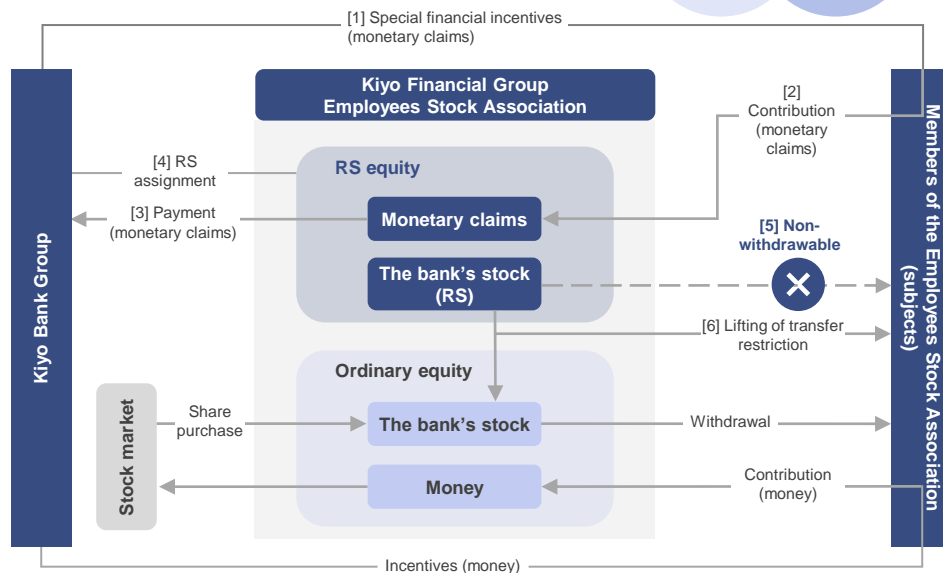 [1] Special financial incentives
(monetary claims)
Kiyo Financial Group
Employees Stock Association
[2]
Contribution
(monetary
claims)
Kiyo Bank Group
Members of the Employees Stock Association
(subjects)
[4] RS
assignment
RS equity
[3] Payment
(monetary claims)
Monetary claims
[5] Non-
withdrawable
The bank's stock
(RS)
[6] Lifting of transfer
restriction
Ordinary equity
Stock market
Share
purchase
The bank's stock
Withdrawal
Money
Contribution
(money)
Incentives (money)